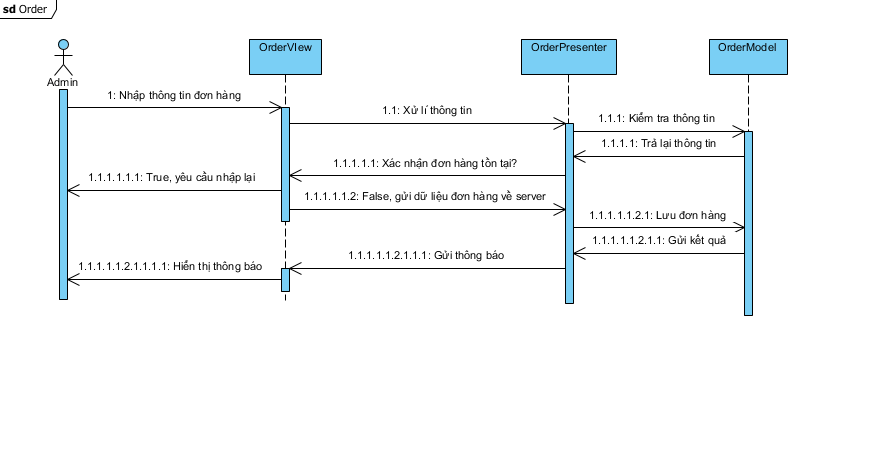 sd Order
OrderVIew
OrderPresenter
OrderModel
Admin
1: Nhập thông tin đơn hàng
1.1: Xử lí thông tin
1.1.1: Kiểm tra thông tin
1.1.1.1: Trả lại thông tin
1.1.1.1.1: Xác nhận đơn hàng tồn tại?
1.1.1.1.1.1: True, yêu cầu nhập lại
1.1.1.1.1.2: False, gửi dữ liệu đơn hàng về server
1.1.1.1.1.2.1: Lưu đơn hàng
1.1.1.1.1.2.1.1: Gửi kết quả
1.1.1.1.1.2.1.1.1: Gửi thông báo
1.1.1.1.1.2.1.1.1.1: Hiển thị thông báo